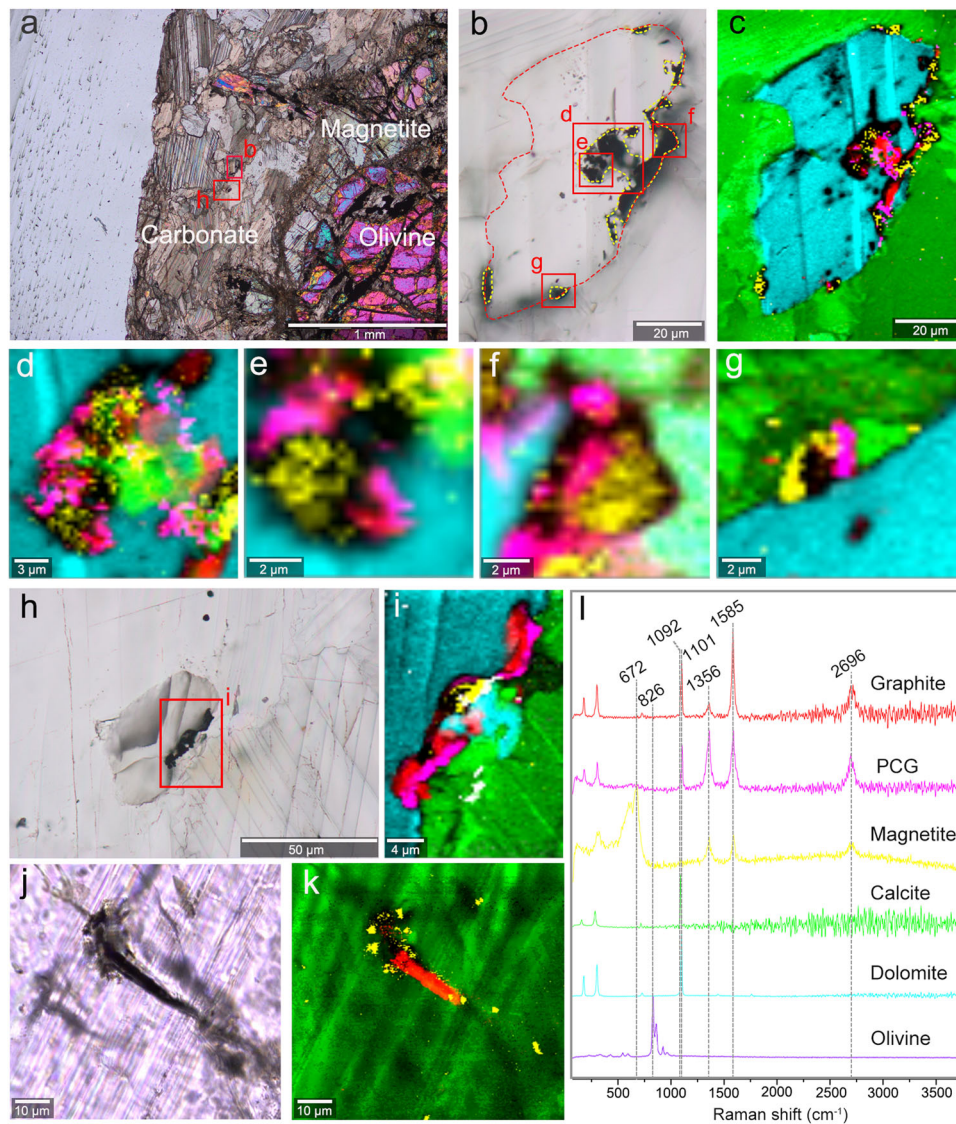 a
Magnetite
b
h
Carbonate
Olivine
1 mm
b
d
f
e
g
20 µm
c
20 µm
d
3 µm
e
2 µm
f
2 µm
g
2 µm
h
i
50 µm
i
4 µm
j
10 µm
k
10 µm
l
1585
1092
1101
672
1356
2696
826
Graphite
PCG
Magnetite
Calcite
Dolomite
Olivine
500 1000 1500 2000 2500 3000 3500
Raman shift (cm⁻¹)